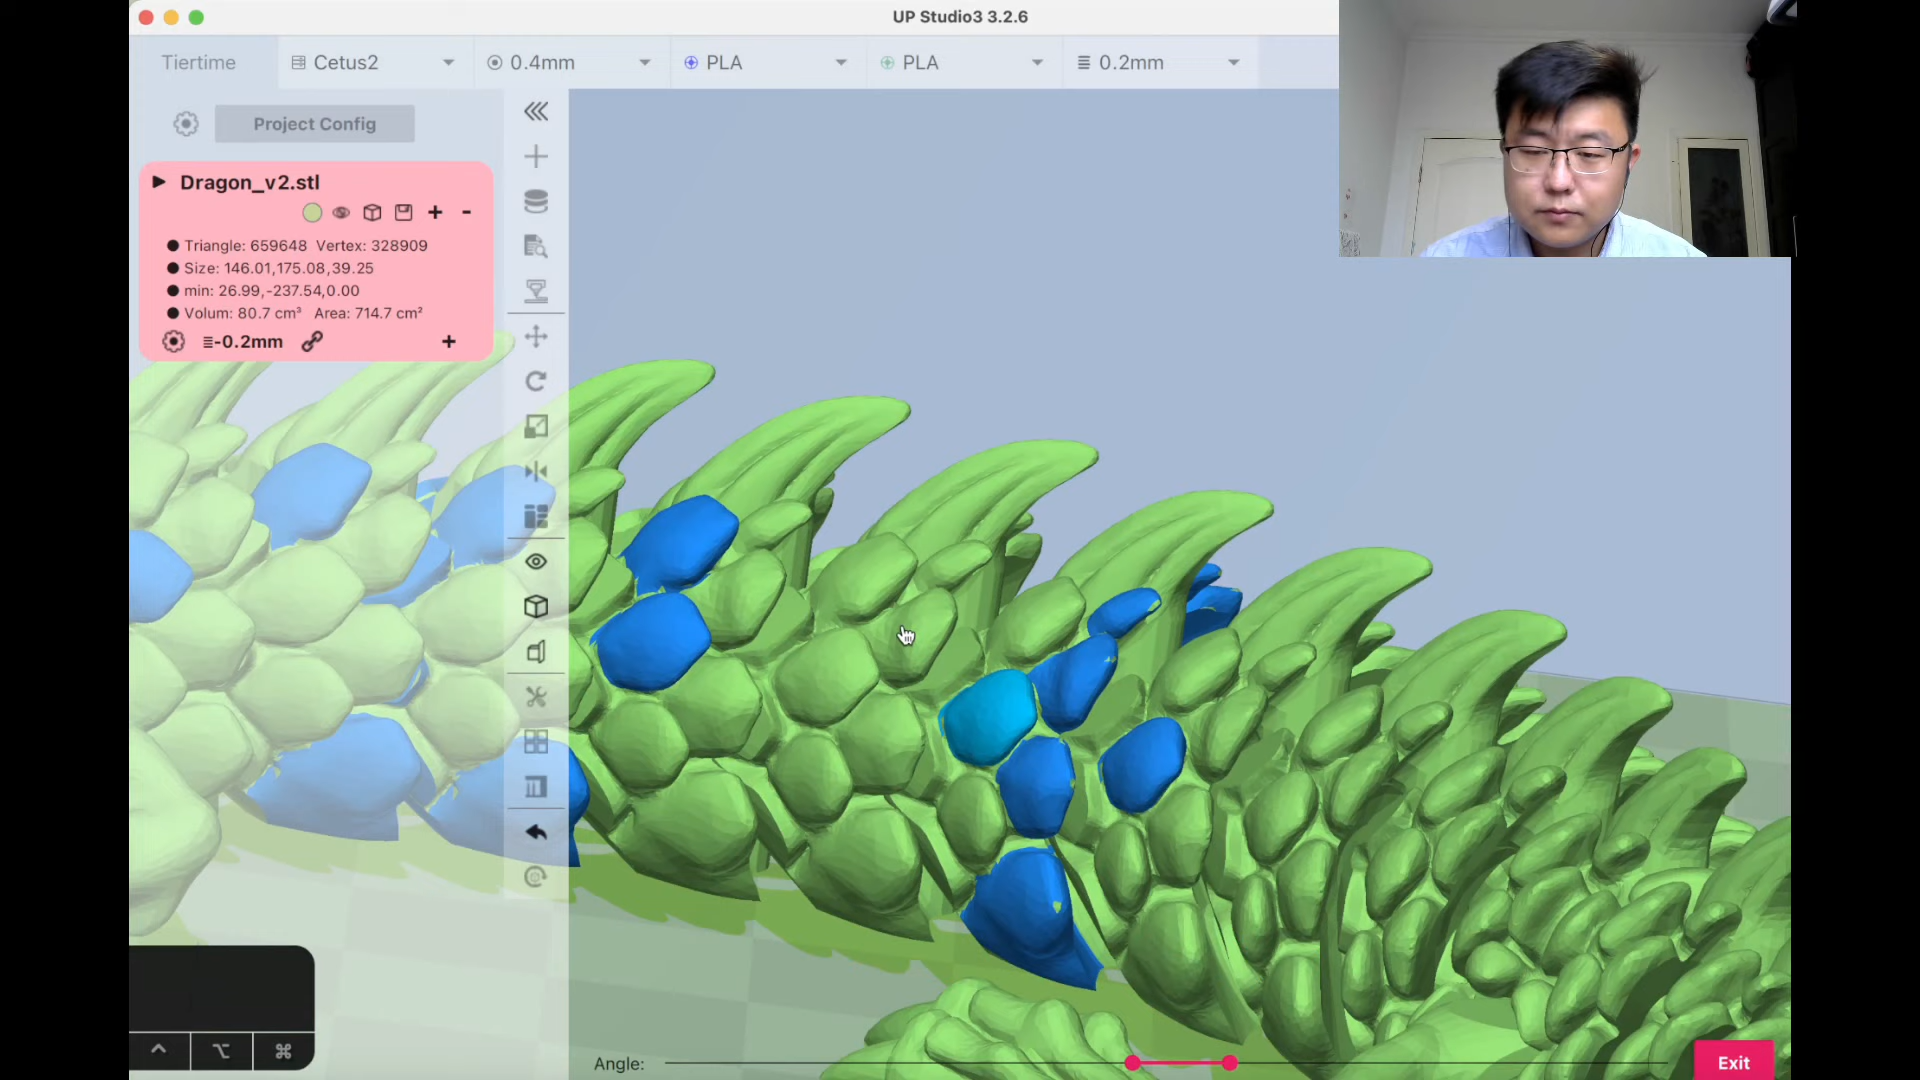 UP Studio3 3.2.6
Tiertime
Cetus2
0.4mm
PLA
PLA
0.2mm
Project Config
Dragon_v2.stl
Triangle: 659648 Vertex: 328909
Size: 146.01,175.08,39.25
min: 26.99,-237.54,0.00
Volum: 80.7 cm³ Area: 714.7 cm²
-0.2mm
Angle:
Exit